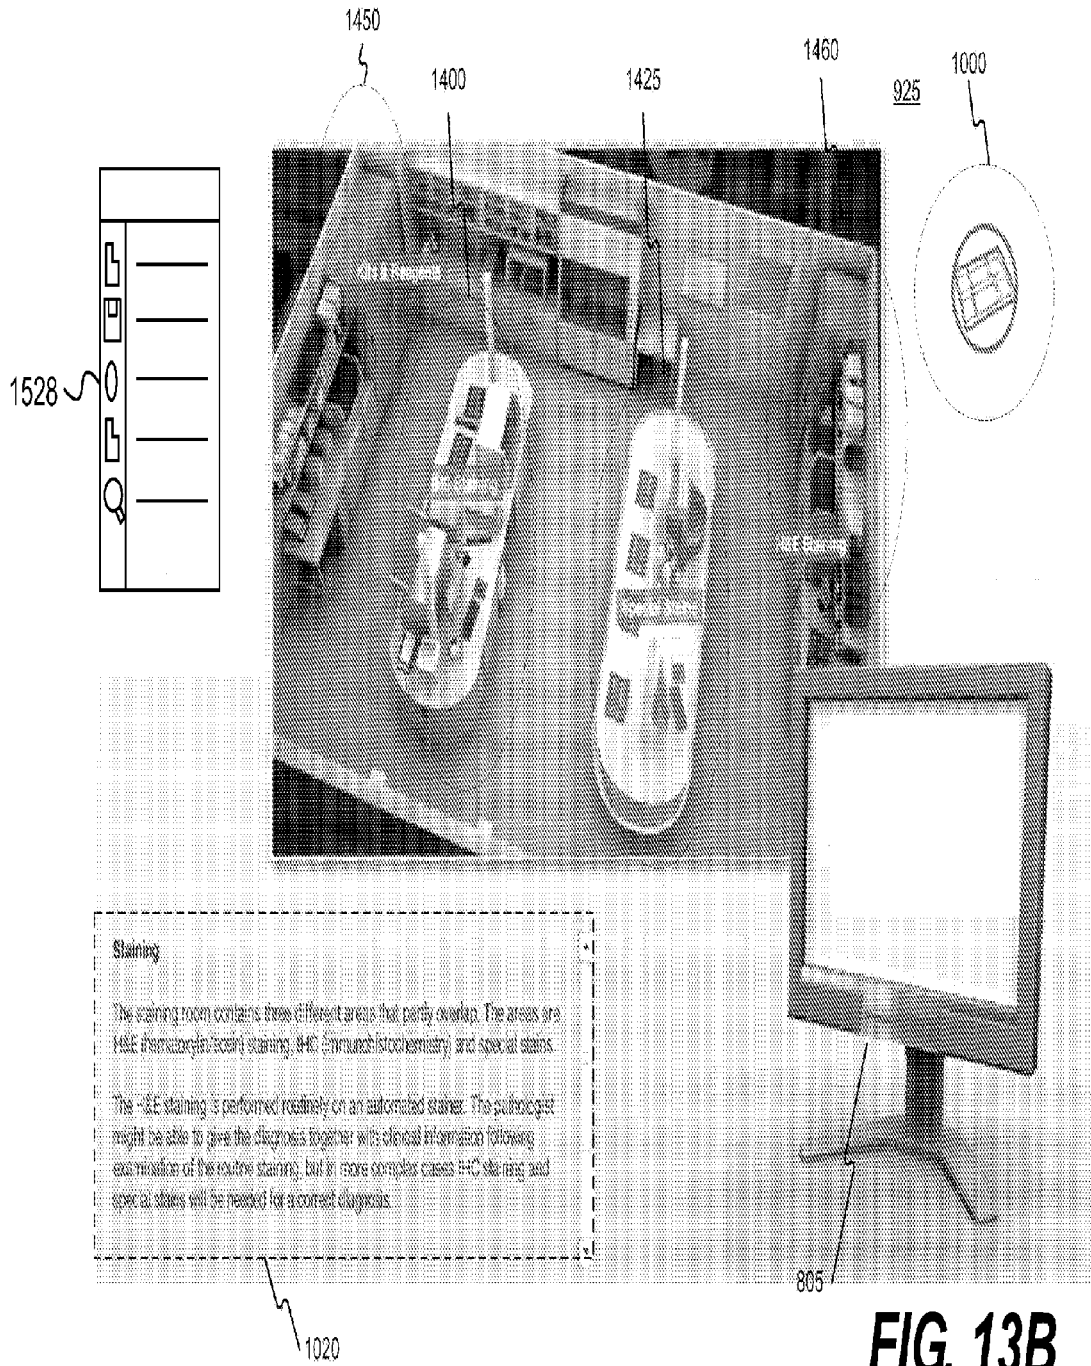 1450
1400
1425
1460
1000
925
1528
H&E Staining
Staining
The staining room contains three different areas that partly overlap. The areas are
H&E (hematoxylin/eosin) staining, IHC (immunohistochemistry) and special stains.
The H&E staining is performed routinely on an automated stainer. The pathologist
might be able to give the diagnosis together with clinical information following
examination of the routine staining, but in more complex cases IHC staining and
special stains will be needed for a correct diagnosis.
805
1020
FIG. 13B